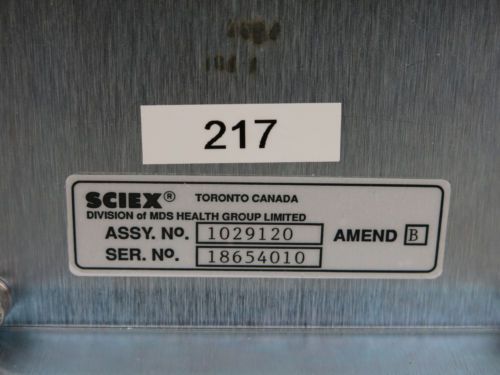 217
SCIEX® TORONTO CANADA
DIVISION of MDS HEALTH GROUP LIMITED
ASSY. No. 1029120 AMEND B
SER. No. 18654010